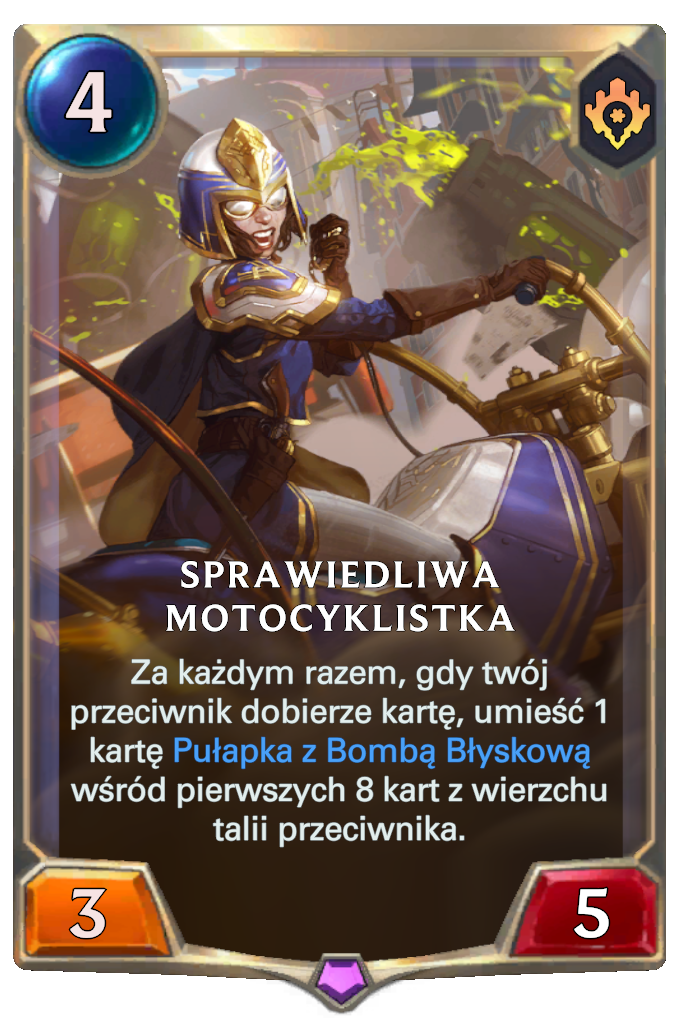 4
SPRAWIEDLIWA
MOTOCYKLISTKA
Za każdym razem, gdy twój
przeciwnik dobierze kartę, umieść 1
kartę Pułapka z Bombą Błyskową
wśród pierwszych 8 kart z wierzchu
talii przeciwnika.
3
5